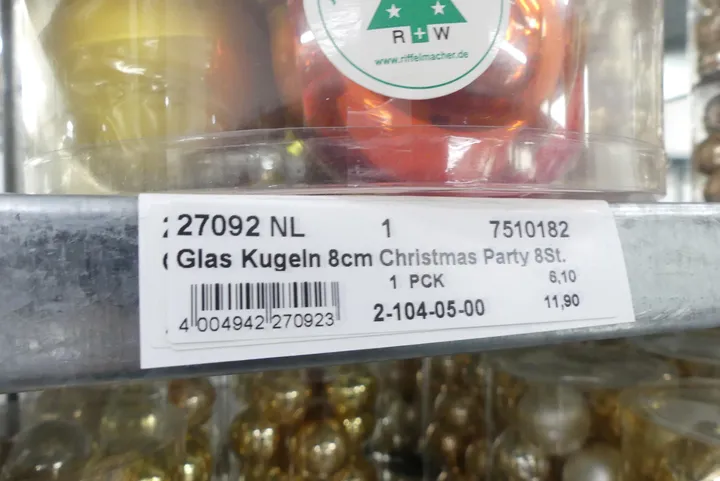 R+W
www.riffelmacher.de
27092 NL 1 7510182
Glas Kugeln 8cm Christmas Party 8St.
1 PCK 6,10
2-104-05-00 11,90
4 004942 270923